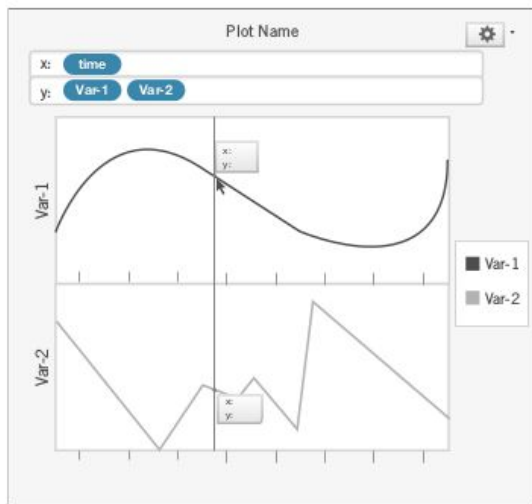 Plot Name
x: time
y: Var-1 Var-2
Var-1
x:
y:
Var-1
Var-2
Var-2
x:
y: